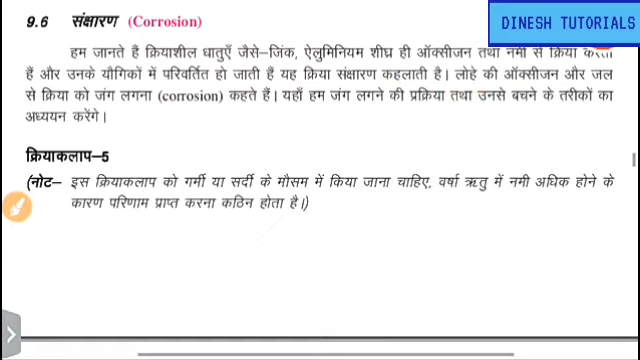 DINESH TUTORIALS
9.6 संक्षारण (Corrosion)
हम जानते हैं क्रियाशील धातुएँ जैसे–जिंक, ऐलुमिनियम शीघ्र ही ऑक्सीजन तथा नमी से क्रिया करती
हैं और उनके यौगिकों में परिवर्तित हो जाती हैं यह क्रिया संक्षारण कहलाती है। लोहे की ऑक्सीजन और जल
से क्रिया को जंग लगना (corrosion) कहते हैं। यहाँ हम जंग लगने की प्रक्रिया तथा उनसे बचने के तरीकों का
अध्ययन करेंगे।
क्रियाकलाप–5
(नोट– इस क्रियाकलाप को गर्मी या सर्दी के मौसम में किया जाना चाहिए, वर्षा ऋतु में नमी अधिक होने के
कारण परिणाम प्राप्त करना कठिन होता है।)